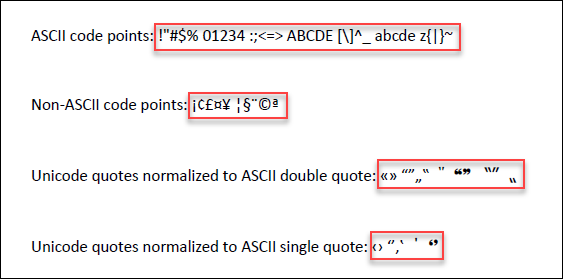 ASCII code points: !"#$% 01234 :;<=> ABCDE [\]^_ abcde z{|}~
Non-ASCII code points: ¡¢£¤¥ ¦§¨©ª
Unicode quotes normalized to ASCII double quote: «» “”„‟ " ❝❞ 〝〞 〟
Unicode quotes normalized to ASCII single quote: ‹› ‘’‚‛ ' ❛❜